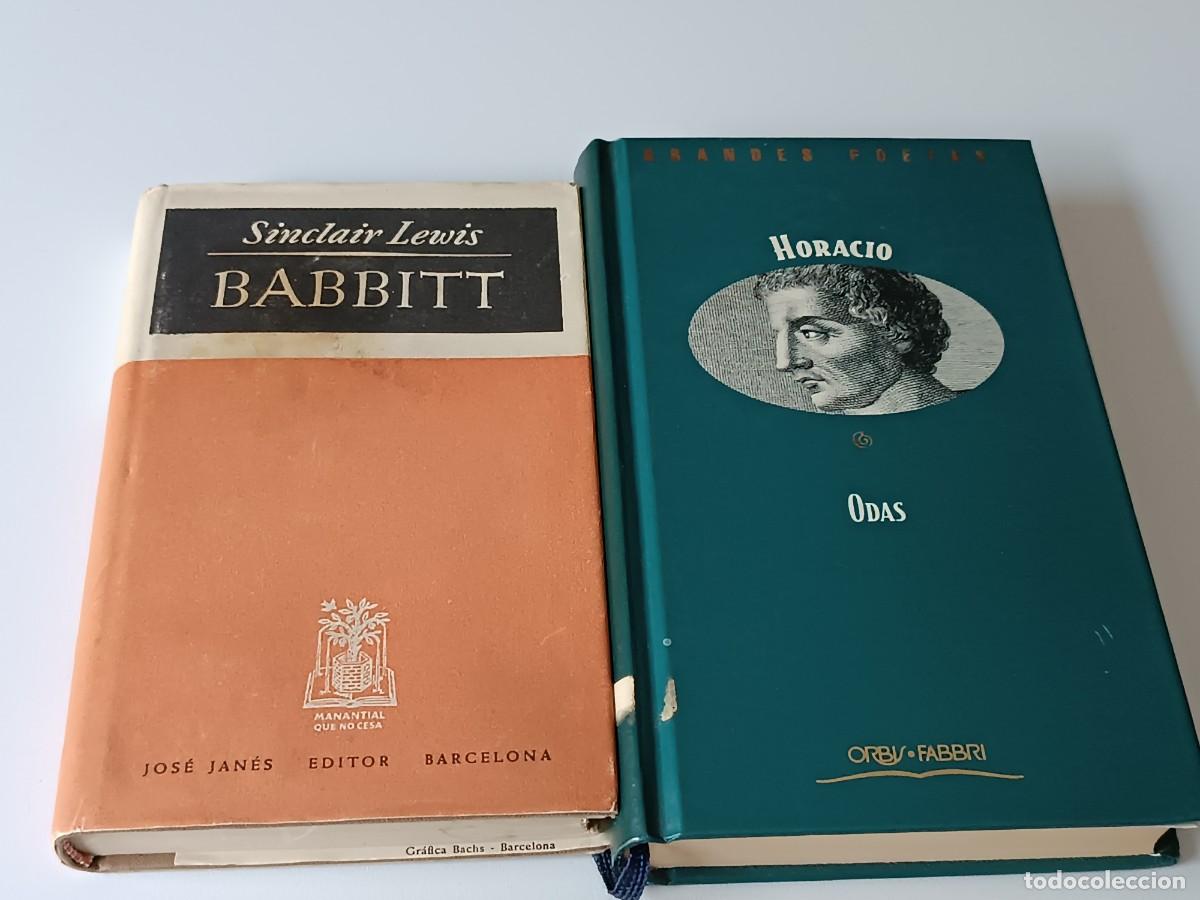 Sinclair Lewis
BABBITT
MANANTIAL
QUE NO CESA
JOSÉ JANÉS EDITOR BARCELONA
Gráfica Bachs - Barcelona
GRANDES POETAS
HORACIO
ODAS
ORBIS • FABBRI
todocoleccion